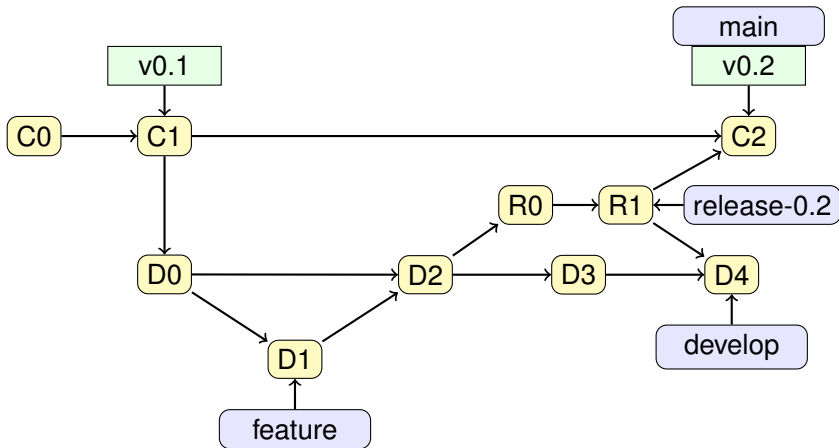 main
v0.1
v0.2
C0
C1
C2
R0
R1
release-0.2
D0
D2
D3
D4
develop
D1
feature